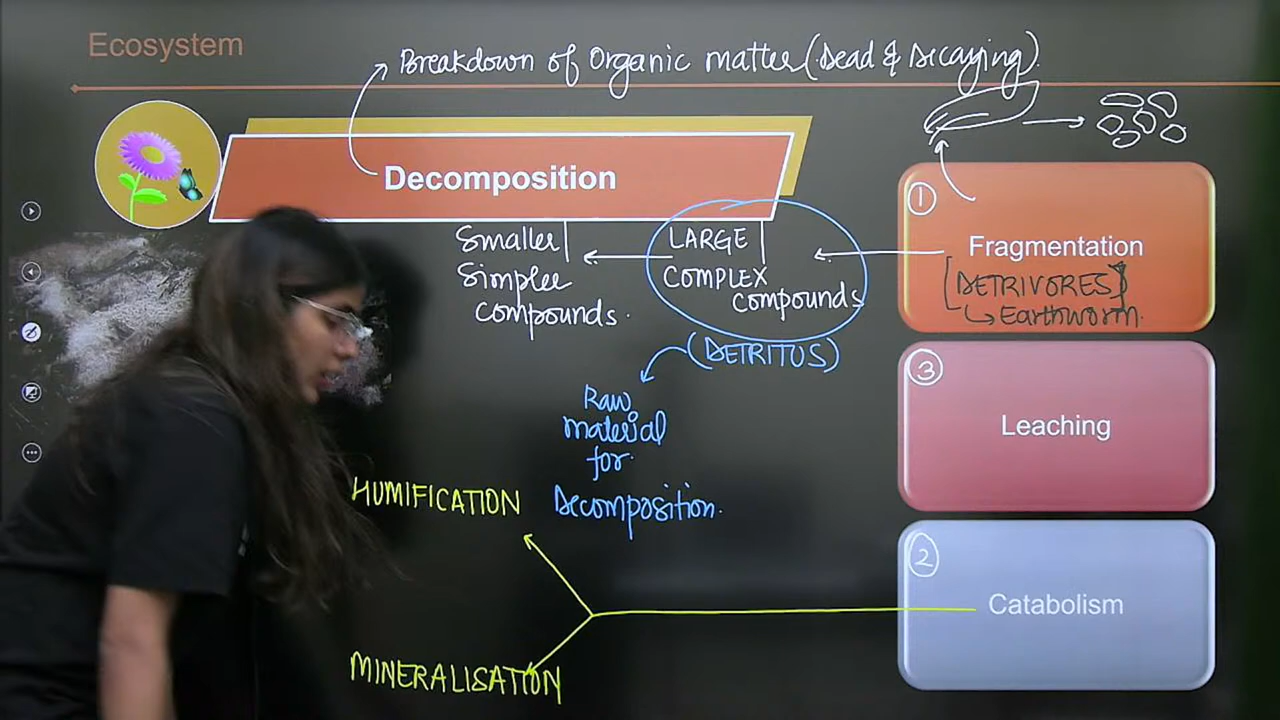 Ecosystem
Breakdown of Organic matter (Dead & Decaying).
Decomposition
①
Fragmentation
[DETRIVORES]
Earthworm.
Smaller
Simpler
compounds.
LARGE
COMPLEX
compounds
(DETRITUS)
Raw
material
for
Decomposition.
③
Leaching
HUMIFICATION
②
Catabolism
MINERALISATION